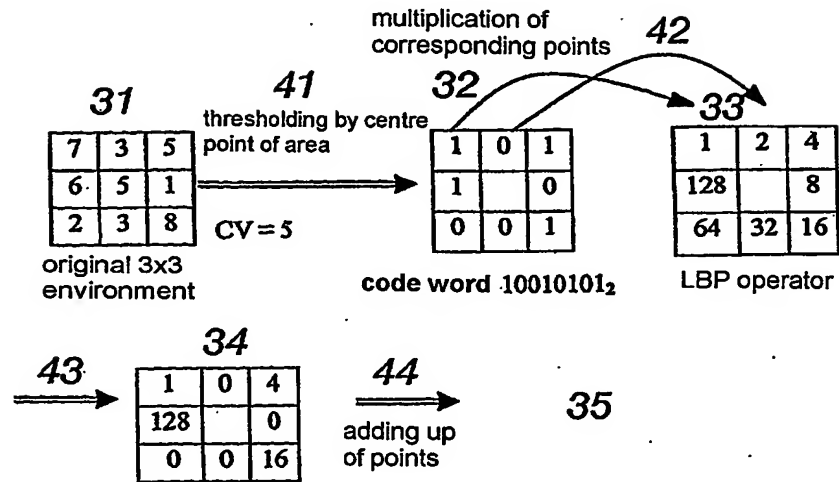 multiplication of
corresponding points
42
31
41
32
33
thresholding by centre
point of area
7 3 5
6 5 1
2 3 8
CV = 5
1 0 1
1 0
0 0 1
1 2 4
128 8
64 32 16
original 3x3
environment
code word 10010101₂
LBP operator
43
34
44
35
1 0 4
128 0
0 0 16
adding up
of points